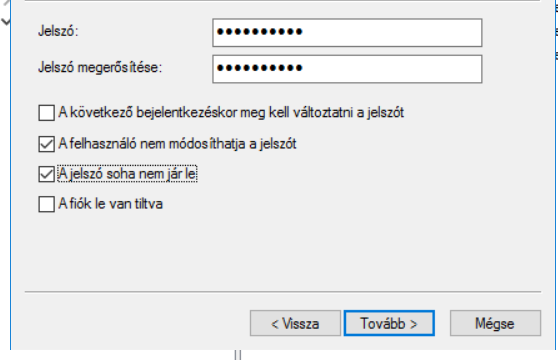 Jelszó:
Jelszó megerősítése:
A következő bejelentkezéskor meg kell változtatni a jelszót
A felhasználó nem módosíthatja a jelszót
A jelszó soha nem jár le
A fiók le van tiltva
< Vissza
Tovább >
Mégse